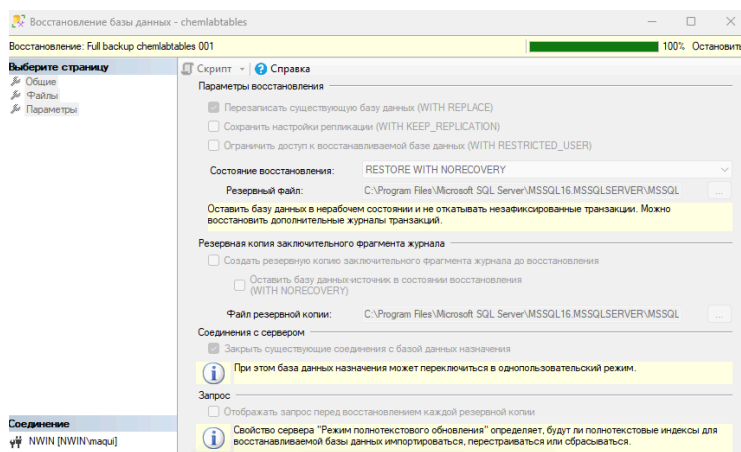 Восстановление базы данных - chemlabtables
Восстановление: Full backup chemlabtables 001
100% Остановить
Выберите страницу
Общие
Файлы
Параметры
Скрипт
Справка
Параметры восстановления
Перезаписать существующую базу данных (WITH REPLACE)
Сохранить настройки репликации (WITH KEEP_REPLICATION)
Ограничить доступ к восстанавливаемой базе данных (WITH RESTRICTED_USER)
Состояние восстановления: RESTORE WITH NORECOVERY
Резервный файл: C:\Program Files\Microsoft SQL Server\MSSQL16.MSSQLSERVER\MSSQL ...
Оставить базу данных в нерабочем состоянии и не откатывать незафиксированные транзакции. Можно
восстановить дополнительные журналы транзакций.
Резервная копия заключительного фрагмента журнала
Создать резервную копию заключительного фрагмента журнала до восстановления
Оставить базу данных-источник в состоянии восстановления
(WITH NORECOVERY)
Файл резервной копии: C:\Program Files\Microsoft SQL Server\MSSQL16.MSSQLSERVER\MSSQL ...
Соединения с сервером
Закрыть существующие соединения с базой данных назначения
При этом база данных назначения может переключиться в однопользовательский режим.
Запрос
Отображать запрос перед восстановлением каждой резервной копии
Свойство сервера "Режим полнотекстового обновления" определяет, будут ли полнотекстовые индексы для
восстанавливаемой базы данных импортироваться, перестраиваться или сбрасываться.
Соединение
NWIN [NWIN\maqui]